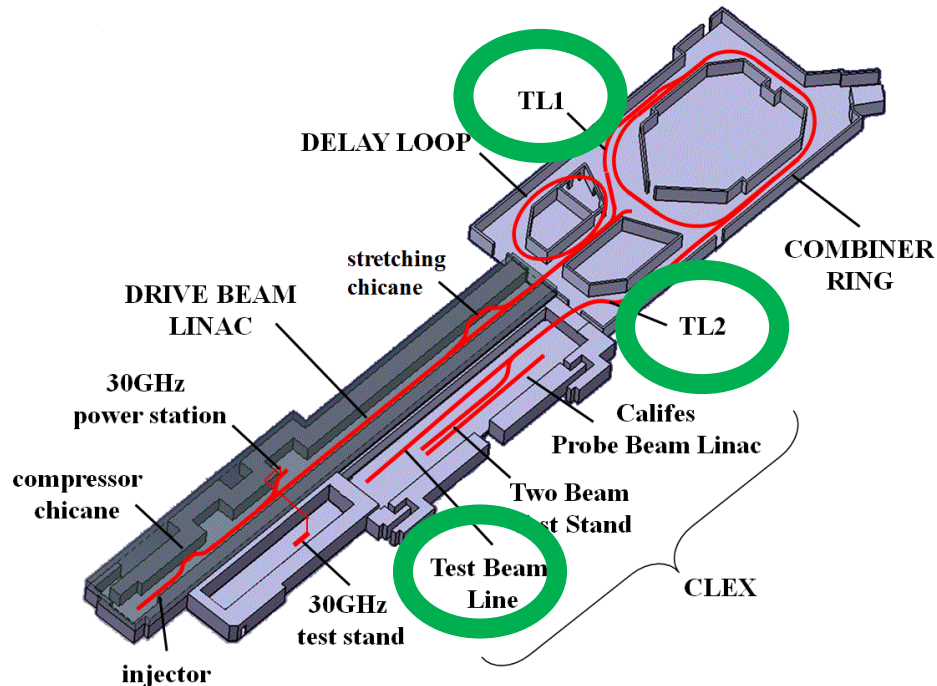 TL1
DELAY LOOP
stretching
chicane
COMBINER
RING
DRIVE BEAM
LINAC
TL2
30GHz
power station
Califes
Probe Beam Linac
compressor
chicane
Two Beam
Stand
Test Beam
Line
CLEX
30GHz
test stand
injector